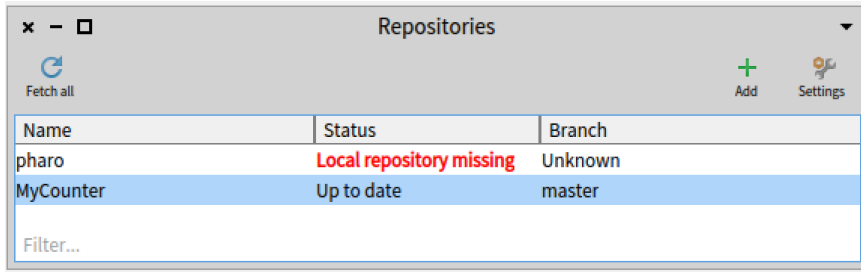 Repositories
Fetch all Add Settings
Name Status Branch
pharo Local repository missing Unknown
MyCounter Up to date master
Filter...